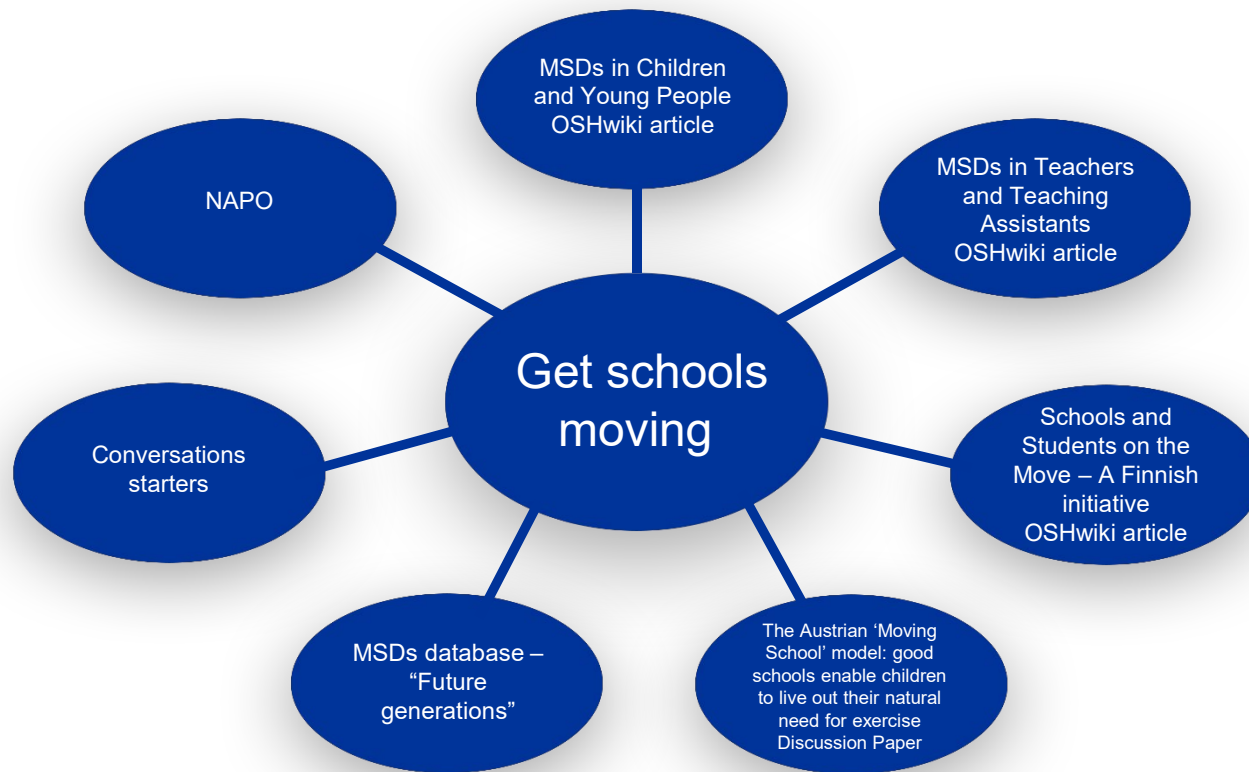 MSDs in Children
and Young People
OSHwiki article
NAPO
MSDs in Teachers
and Teaching
Assistants
OSHwiki article
Get schools
moving
Conversations
starters
Schools and
Students on the
Move – A Finnish
initiative
OSHwiki article
MSDs database –
“Future
generations”
The Austrian ‘Moving
School’ model: good
schools enable children
to live out their natural
need for exercise
Discussion Paper